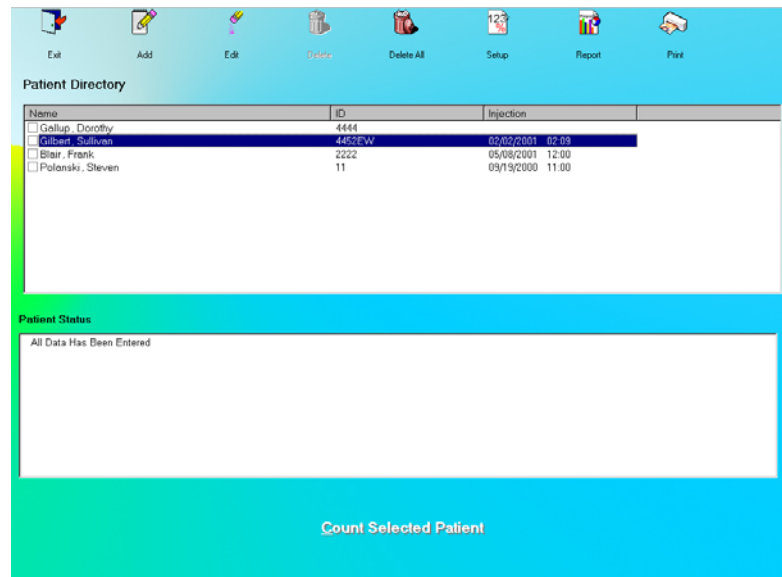 Exit Add Edit Delete Delete All Setup Report Print
Patient Directory
Name ID Injection
Gallup, Dorothy 4444
Gilbert, Sullivan 4452EW 02/02/2001 02:09
Blair, Frank 2222 05/08/2001 12:00
Polanski, Steven 11 09/19/2000 11:00
Patient Status
All Data Has Been Entered
Count Selected Patient